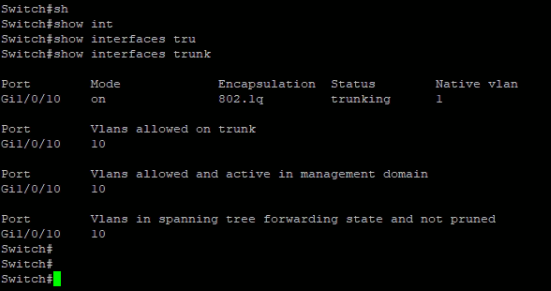 Switch#sh
Switch#show int
Switch#show interfaces tru
Switch#show interfaces trunk
Port Mode Encapsulation Status Native vlan
Gi1/0/10 on 802.1q trunking 1
Port Vlans allowed on trunk
Gi1/0/10 10
Port Vlans allowed and active in management domain
Gi1/0/10 10
Port Vlans in spanning tree forwarding state and not pruned
Gi1/0/10 10
Switch#
Switch#
Switch#